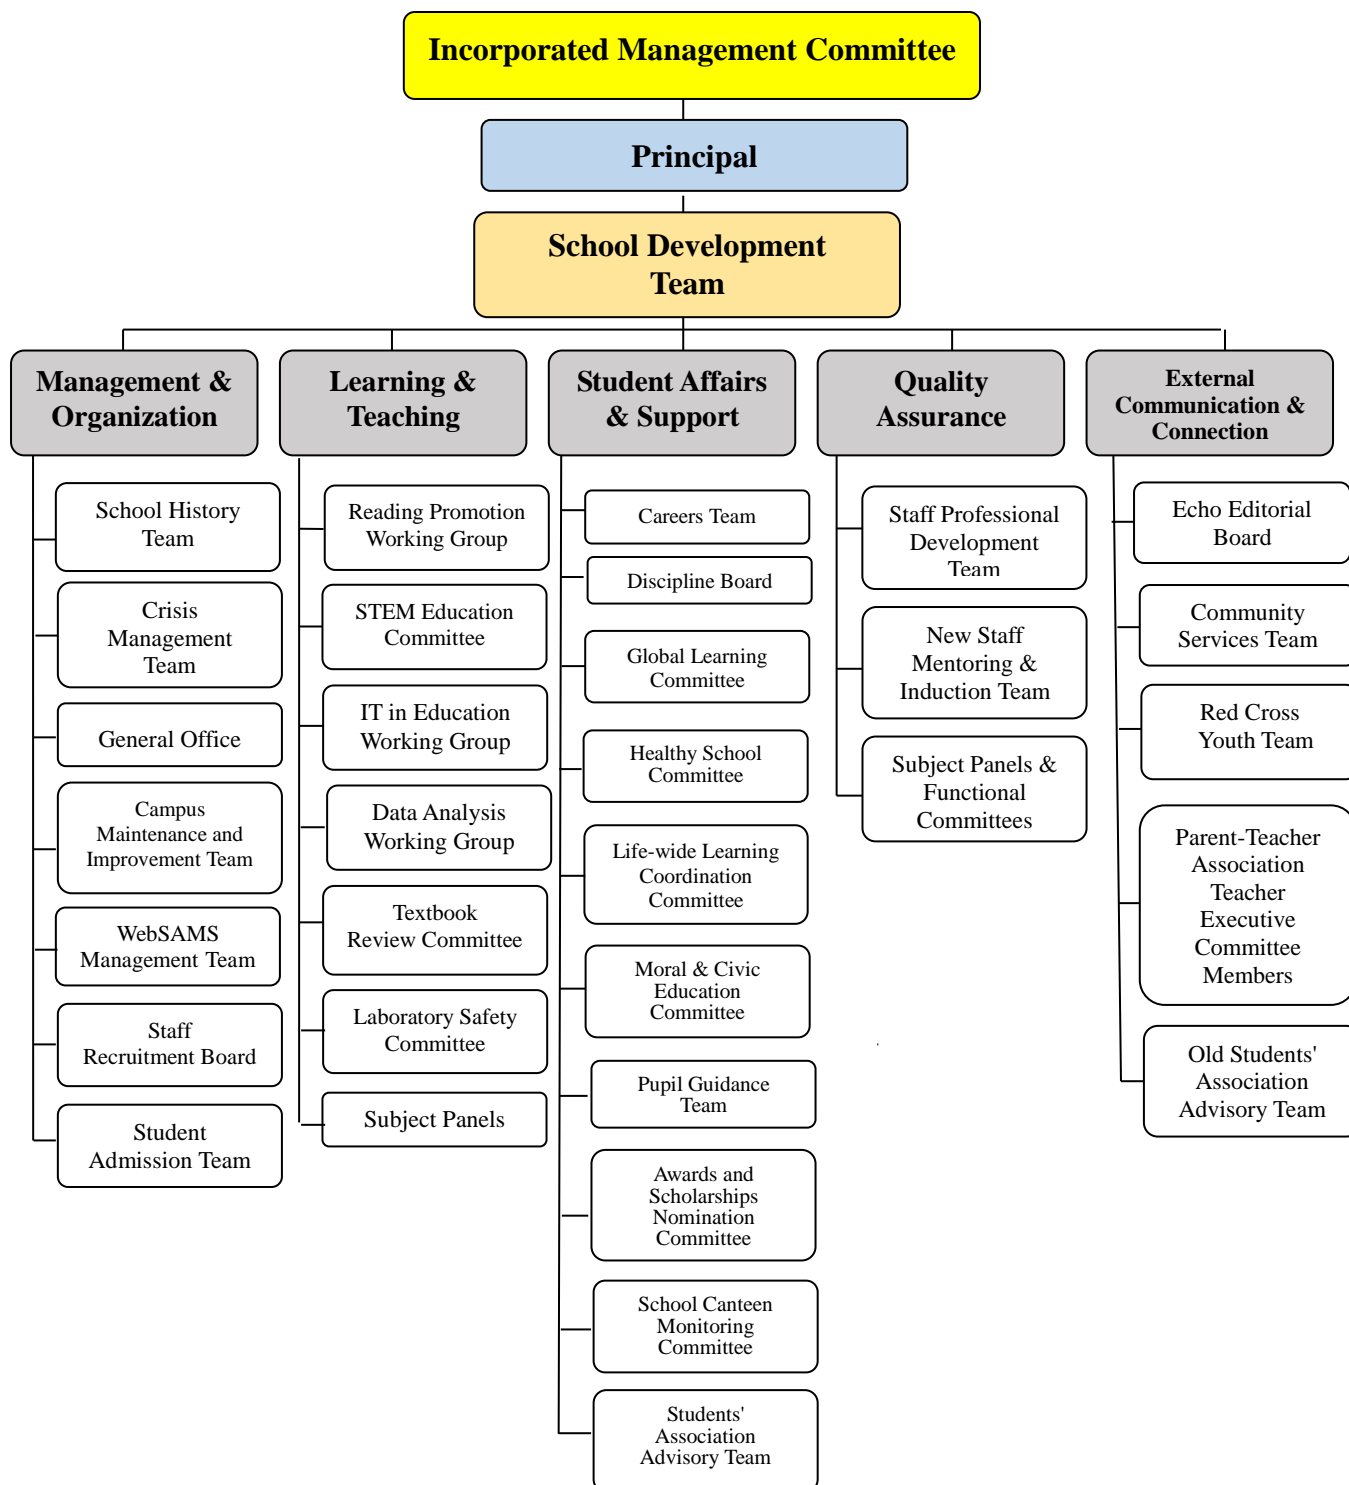 Incorporated Management Committee
Principal
School Development
Team
Management &
Organization
Learning &
Teaching
Student Affairs
& Support
Quality
Assurance
External
Communication &
Connection
School History
Team
Crisis
Management
Team
General Office
Campus
Maintenance and
Improvement Team
WebSAMS
Management Team
Staff
Recruitment Board
Student
Admission Team
Reading Promotion
Working Group
STEM Education
Committee
IT in Education
Working Group
Data Analysis
Working Group
Textbook
Review Committee
Laboratory Safety
Committee
Subject Panels
Careers Team
Discipline Board
Global Learning
Committee
Healthy School
Committee
Life-wide Learning
Coordination
Committee
Moral & Civic
Education
Committee
Pupil Guidance
Team
Awards and
Scholarships
Nomination
Committee
School Canteen
Monitoring
Committee
Students'
Association
Advisory Team
Staff Professional
Development
Team
New Staff
Mentoring &
Induction Team
Subject Panels &
Functional
Committees
Echo Editorial
Board
Community
Services Team
Red Cross
Youth Team
Parent-Teacher
Association
Teacher
Executive
Committee
Members
Old Students'
Association
Advisory Team